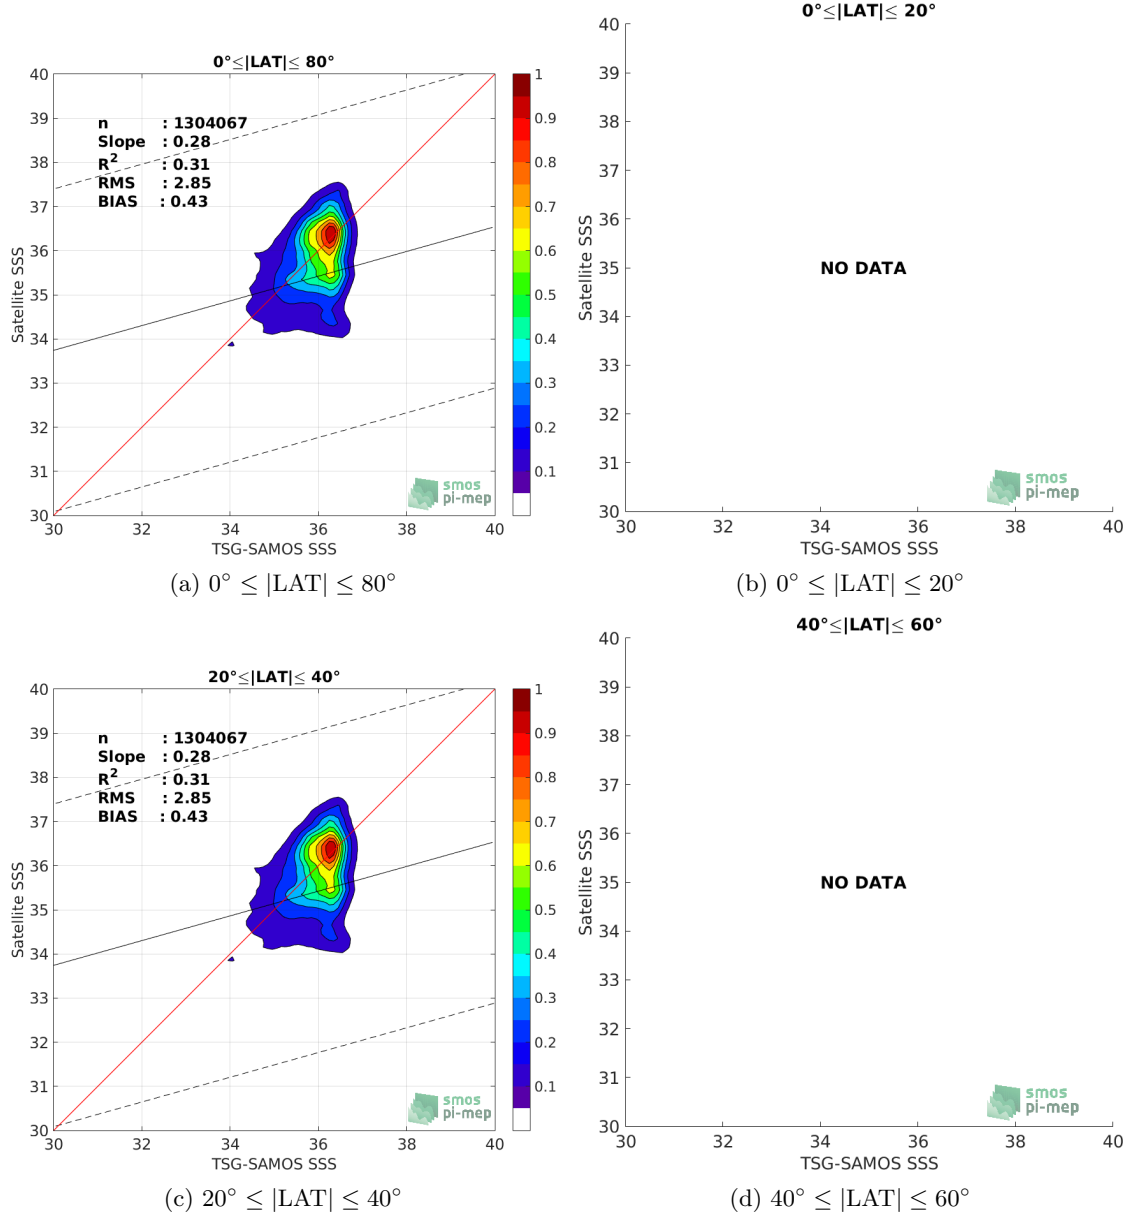 0°≤|LAT|≤ 80°
40
39
38
37
36
35
34
33
32
31
30
30
32
34
36
38
40
Satellite SSS
TSG-SAMOS SSS
n : 1304067
Slope : 0.28
R² : 0.31
RMS : 2.85
BIAS : 0.43
1
0.9
0.8
0.7
0.6
0.5
0.4
0.3
0.2
0.1
smos
pi-mep
(a) 0° ≤ |LAT| ≤ 80°
0°≤|LAT|≤ 20°
40
39
38
37
36
35
34
33
32
31
30
30
32
34
36
38
40
Satellite SSS
TSG-SAMOS SSS
NO DATA
smos
pi-mep
(b) 0° ≤ |LAT| ≤ 20°
20°≤|LAT|≤ 40°
40
39
38
37
36
35
34
33
32
31
30
30
32
34
36
38
40
Satellite SSS
TSG-SAMOS SSS
n : 1304067
Slope : 0.28
R² : 0.31
RMS : 2.85
BIAS : 0.43
1
0.9
0.8
0.7
0.6
0.5
0.4
0.3
0.2
0.1
smos
pi-mep
(c) 20° ≤ |LAT| ≤ 40°
40°≤|LAT|≤ 60°
40
39
38
37
36
35
34
33
32
31
30
30
32
34
36
38
40
Satellite SSS
TSG-SAMOS SSS
NO DATA
smos
pi-mep
(d) 40° ≤ |LAT| ≤ 60°